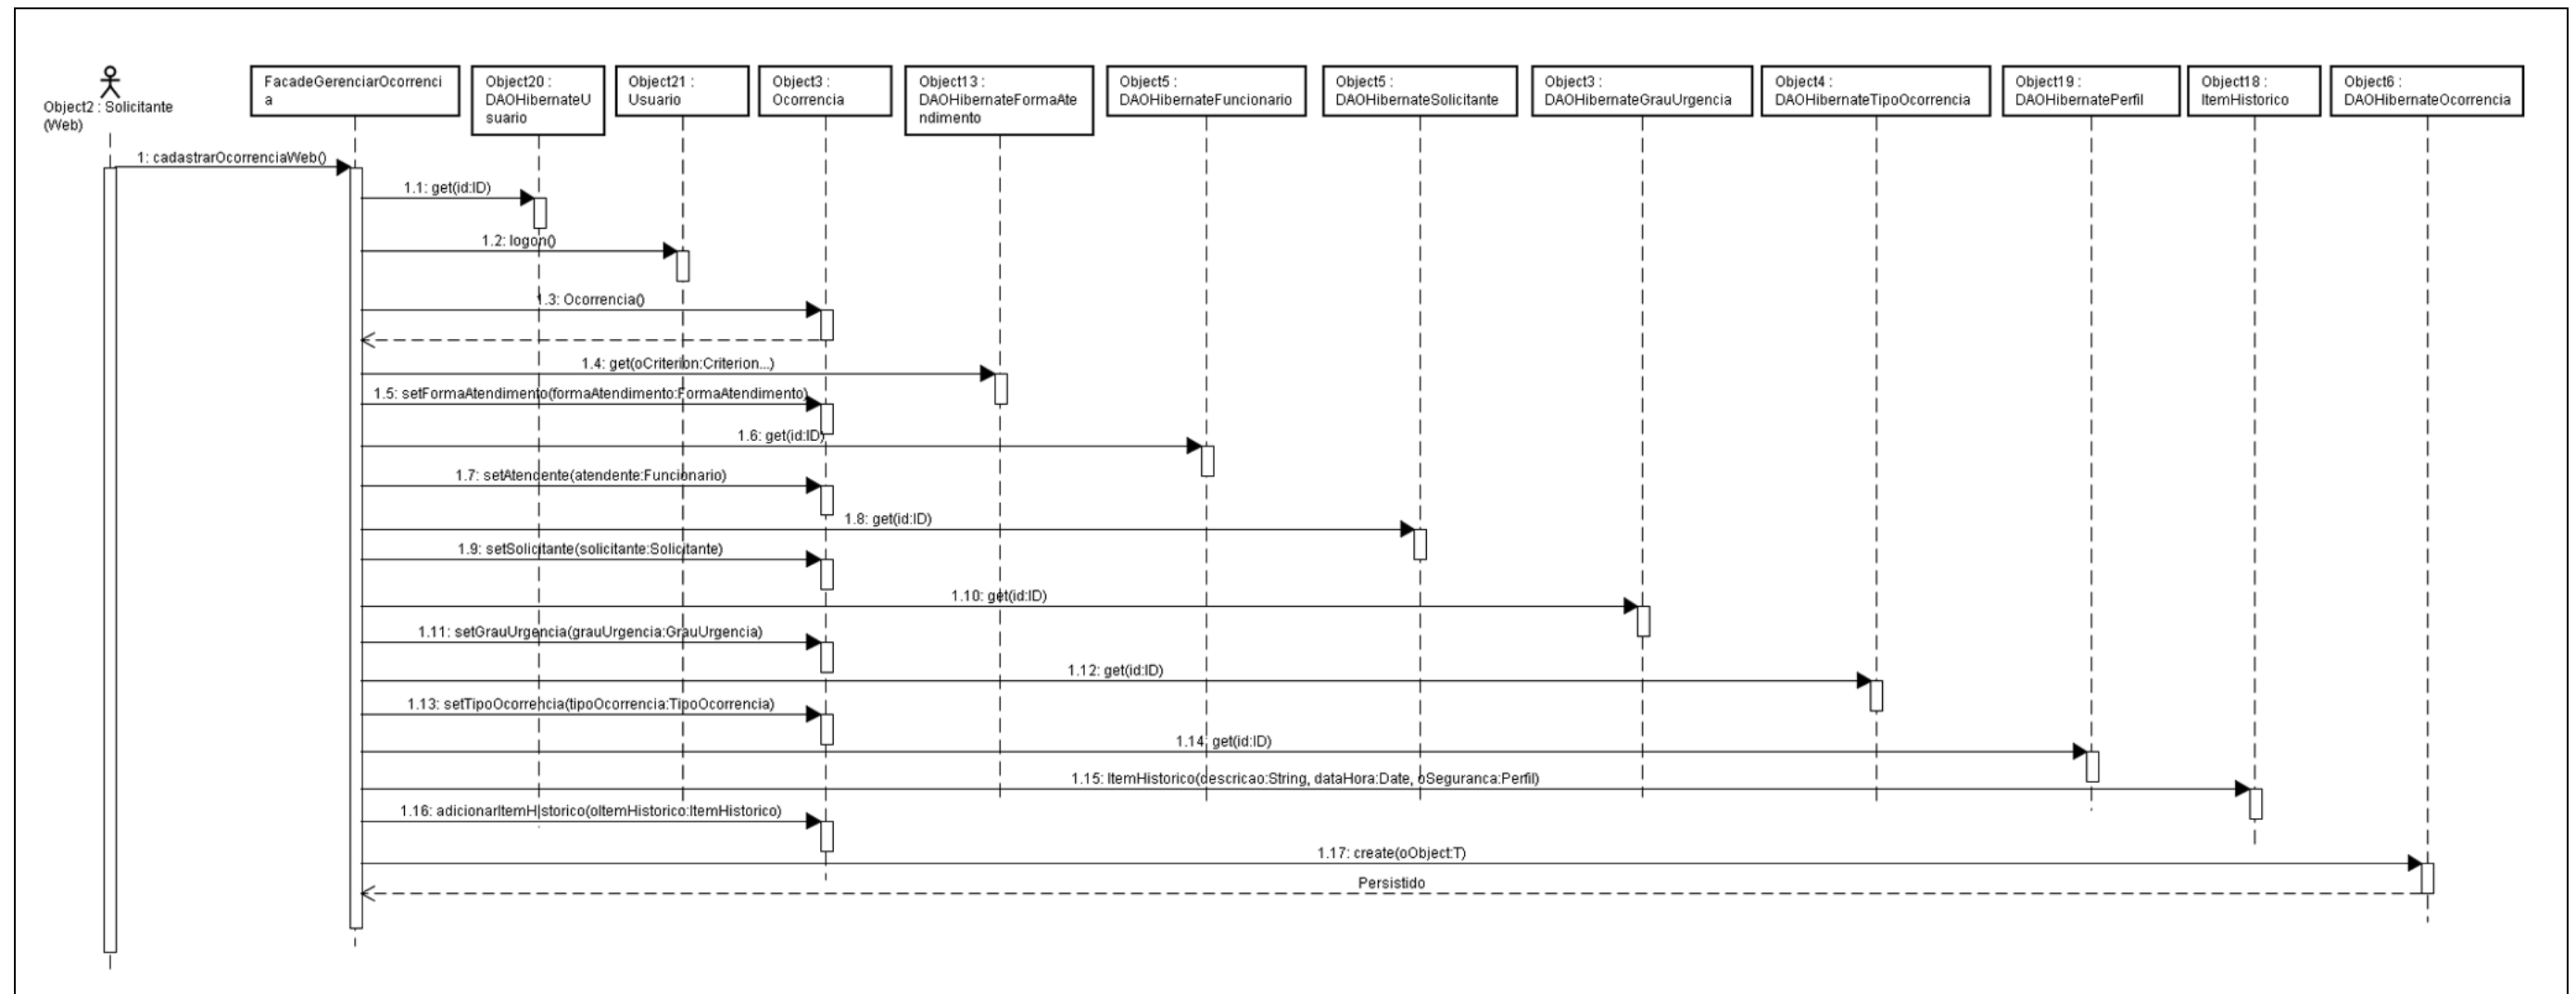 Object2 : Solicitante
(Web)
FacadeGerenciarOcorrenci
a
Object20 :
DAOHibernateU
suario
Object21 :
Usuario
Object3 :
Ocorrencia
Object13 :
DAOHibernateFormaAte
ndimento
Object5 :
DAOHibernateFuncionario
Object5 :
DAOHibernateSolicitante
Object3 :
DAOHibernateGrauUrgencia
Object4 :
DAOHibernateTipoOcorrencia
Object19 :
DAOHibernatePerfil
Object18 :
ItemHistorico
Object6 :
DAOHibernateOcorrencia
1: cadastrarOcorrenciaWeb()
1.1: get(id:ID)
1.2: logon()
1.3: Ocorrencia()
1.4: get(oCriterion:Criterion...)
1.5: setFormaAtendimento(formaAtendimento:FormaAtendimento)
1.6: get(id:ID)
1.7: setAtendente(atendente:Funcionario)
1.8: get(id:ID)
1.9: setSolicitante(solicitante:Solicitante)
1.10: get(id:ID)
1.11: setGrauUrgencia(grauUrgencia:GrauUrgencia)
1.12: get(id:ID)
1.13: setTipoOcorrencia(tipoOcorrencia:TipoOcorrencia)
1.14: get(id:ID)
1.15: ItemHistorico(descricao:String, dataHora:Date, oSeguranca:Perfil)
1.16: adicionarItemHistorico(oItemHistorico:ItemHistorico)
1.17: create(oObject:T)
Persistido